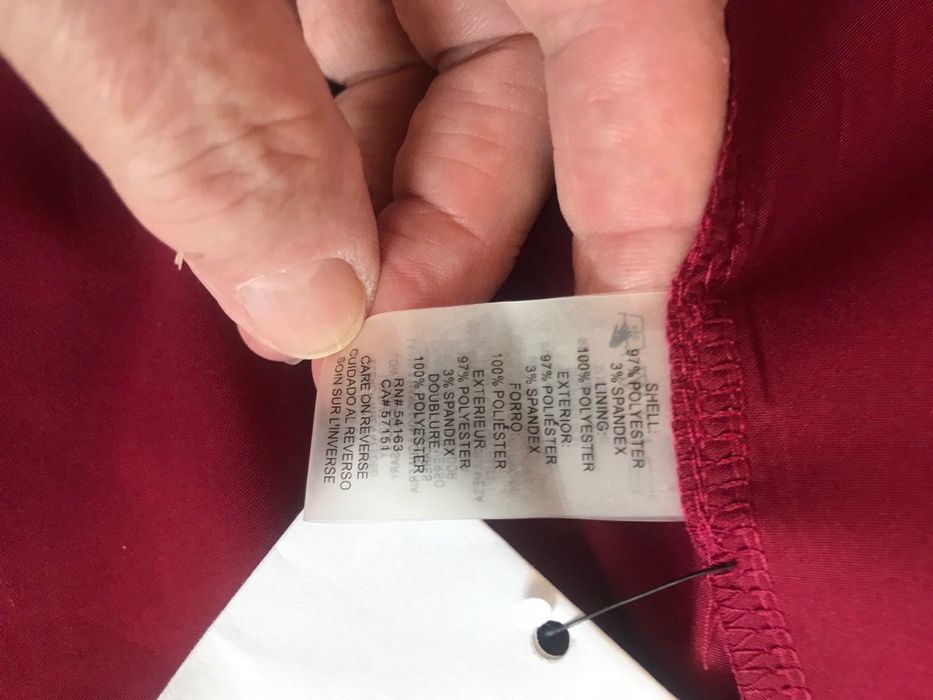 SHELL:
97% POLYESTER
3% SPANDEX
LINING:
100% POLYESTER
EXTERIOR:
97% POLIÉSTER
3% SPANDEX
FORRO:
100% POLIÉSTER
EXTERIEUR:
97% POLYESTER
3% SPANDEX
DOUBLURE:
100% POLYESTER
RN# 54163
CA# 57151
CARE ON REVERSE
CUIDADO AL REVERSO
SOIN SUR L'INVERSE